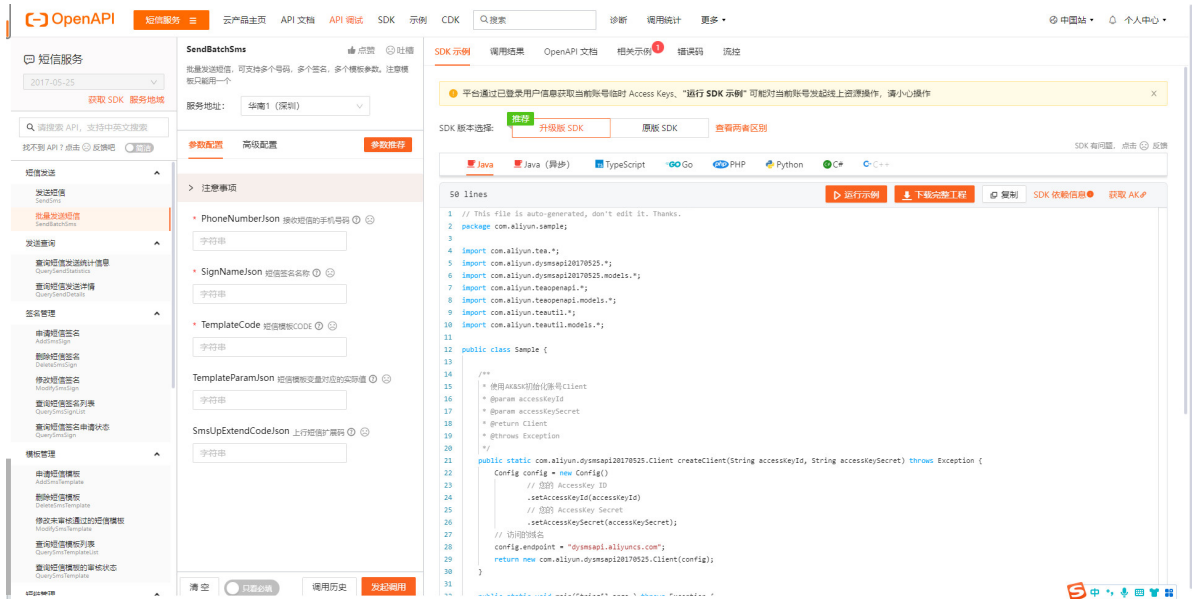 OpenAPI
短信服务
云产品主页 API 文档 API 调试 SDK 示例 CDK
搜索
诊断 调用统计 更多
中国站 个人中心
短信服务
2017-05-25
获取 SDK 服务地域
请搜索 API，支持中英文搜索
找不到 API ? 点击 反馈吧 简洁
短信发送
发送短信
SendSms
批量发送短信
SendBatchSms
发送查询
查询短信发送统计信息
QuerySendStatistics
查询短信发送详情
QuerySendDetails
签名管理
申请短信签名
AddSmsSign
删除短信签名
DeleteSmsSign
修改短信签名
ModifySmsSign
查询短信签名列表
QuerySmsSignList
查询短信签名申请状态
QuerySmsSign
模板管理
申请短信模板
AddSmsTemplate
删除短信模板
DeleteSmsTemplate
修改未审核通过的短信模板
ModifySmsTemplate
查询短信模板列表
QuerySmsTemplateList
查询短信模板的审核状态
QuerySmsTemplate
短链管理
SendBatchSms 点赞 吐槽
批量发送短信，可支持多个号码、多个签名、多个模板参数。注意模
板只能用一个
服务地址： 华南1（深圳）
参数配置 高级配置 参数推荐
注意事项
* PhoneNumberJson 接收短信的手机号码
字符串
* SignNameJson 短信签名名称
字符串
* TemplateCode 短信模板CODE
字符串
TemplateParamJson 短信模板变量对应的实际值
字符串
SmsUpExtendCodeJson 上行短信扩展码
字符串
清 空 只看必填 调用历史 发起调用
SDK 示例 调用结果 OpenAPI 文档 相关示例 1 错误码 流控
平台通过已登录用户信息获取当前账号临时 Access Keys，"运行 SDK 示例" 可能对当前账号发起线上资源操作，请小心操作
推荐
SDK 版本选择： 升级版 SDK 原版 SDK 查看两者区别
SDK 有问题，点击 反馈
Java Java（异步） TypeScript Go PHP Python C# C++
50 lines 运行示例 下载完整工程 复制 SDK 依赖信息 获取 AK
1 // This file is auto-generated, don't edit it. Thanks.
2 package com.aliyun.sample;
3
4 import com.aliyun.tea.*;
5 import com.aliyun.dysmsapi20170525.*;
6 import com.aliyun.dysmsapi20170525.models.*;
7 import com.aliyun.teaopenapi.*;
8 import com.aliyun.teaopenapi.models.*;
9 import com.aliyun.teautil.*;
10 import com.aliyun.teautil.models.*;
11
12 public class Sample {
13
14 /**
15 * 使用AK&SK初始化账号Client
16 * @param accessKeyId
17 * @param accessKeySecret
18 * @return Client
19 * @throws Exception
20 */
21 public static com.aliyun.dysmsapi20170525.Client createClient(String accessKeyId, String accessKeySecret) throws Exception {
22 Config config = new Config()
23 // 您的 AccessKey ID
24 .setAccessKeyId(accessKeyId)
25 // 您的 AccessKey Secret
26 .setAccessKeySecret(accessKeySecret);
27 // 访问的域名
28 config.endpoint = "dysmsapi.aliyuncs.com";
29 return new com.aliyun.dysmsapi20170525.Client(config);
30 }
31
中